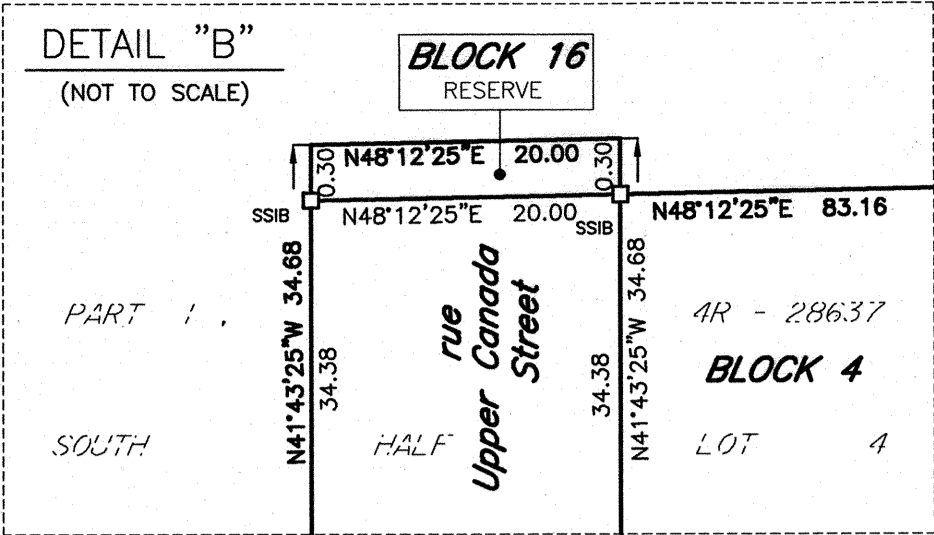 DETAIL "B"
(NOT TO SCALE)
BLOCK 16
RESERVE
0.30
N48°12'25"E 20.00
0.30
SSIB
N48°12'25"E 20.00
SSIB
N48°12'25"E 83.16
N41°43'25"W 34.68
34.38
rue
Upper Canada
Street
34.38
N41°43'25"W 34.68
PART 1 ,
4R - 28637
BLOCK 4
SOUTH
HALF
LOT 4